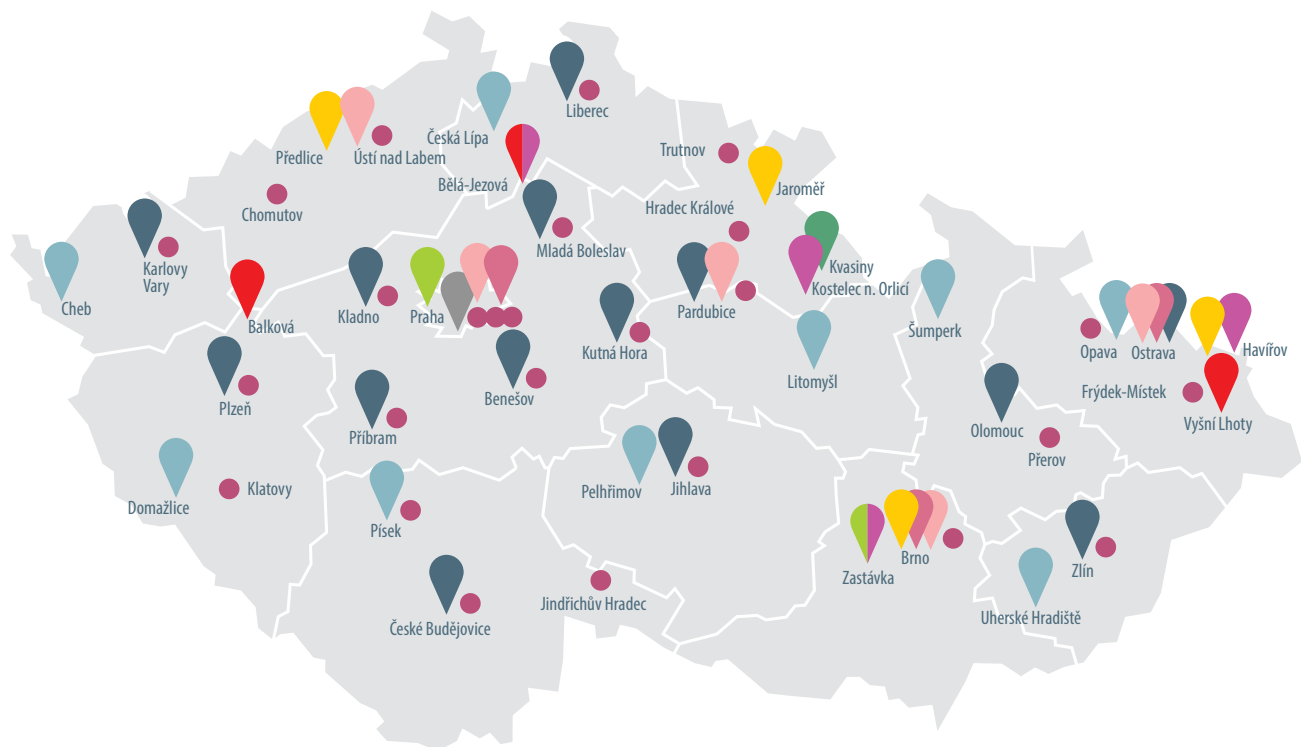 Liberec
Česká Lípa
Předlice
Ústí nad Labem
Trutnov
Bělá-Jezová
Jaroměř
Chomutov
Hradec Králové
Mladá Boleslav
Karlovy
Vary
Kvasiny
Kostelec n. Orlicí
Cheb
Balková
Kladno
Praha
Pardubice
Šumperk
Kutná Hora
Opava
Ostrava
Havířov
Litomyšl
Frýdek-Místek
Plzeň
Benešov
Vyšní Lhoty
Příbram
Olomouc
Přerov
Domažlice
Klatovy
Pelhřimov
Jihlava
Písek
Brno
Zastávka
Zlín
Jindřichův Hradec
Uherské Hradiště
České Budějovice